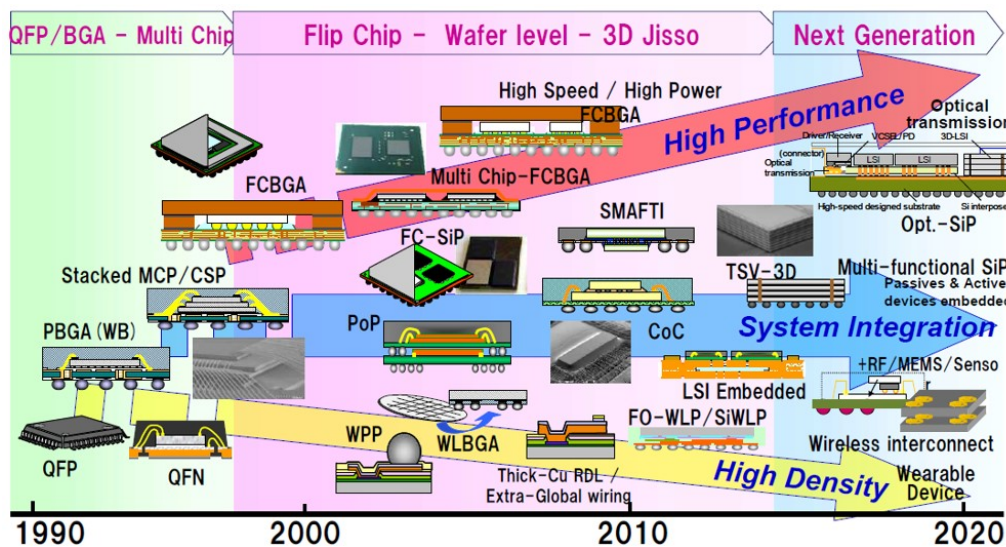 QFP/BGA - Multi Chip
Flip Chip - Wafer level - 3D Jisso
Next Generation
High Speed / High Power
FCBGA
High Performance
Optical
transmission
Driver/Receiver
VCSEL/PD
3D-LSI
(connector)
Optical
transmission
LSI
LSI
High-speed designed substrate
Si interpose
Opt.-SiP
FCBGA
Multi Chip-FCBGA
SMAFTI
FC-SiP
Stacked MCP/CSP
TSV-3D
Multi-functional SiP
Passives & Active
devices embedded
PBGA (WB)
PoP
CoC
System Integration
+RF/MEMS/Senso
r
LSI Embedded
WLBGA
FO-WLP/SiWLP
Wireless interconnect
QFP
QFN
WPP
Thick-Cu RDL /
Extra-Global wiring
High Density
Wearable
Device
1990
2000
2010
2020